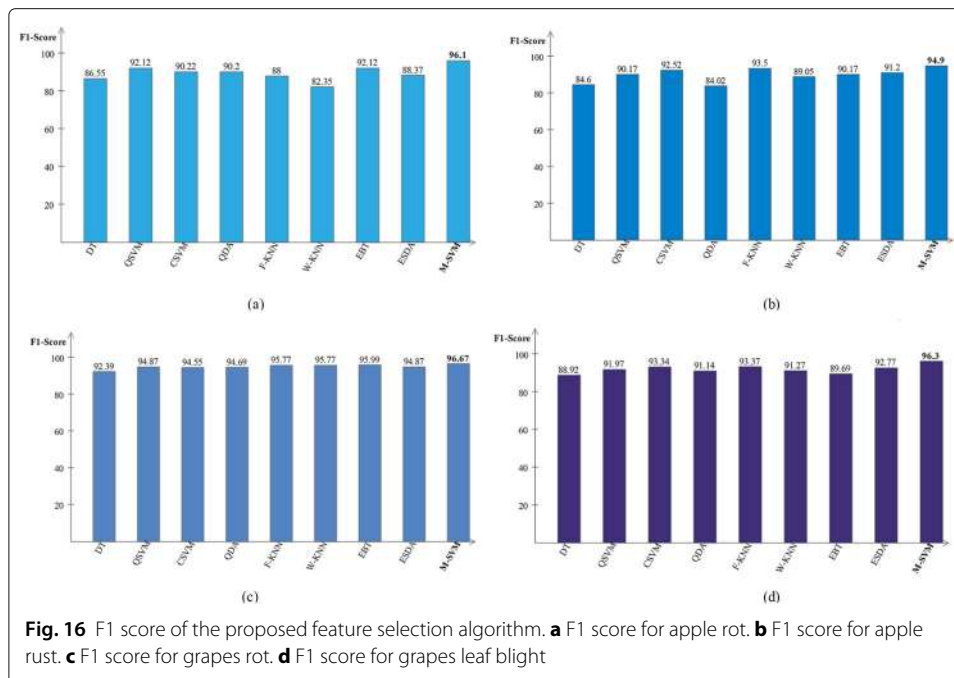 F1-Score
100
80
60
40
20
86.55
92.12
90.22
90.2
88
82.35
92.12
88.37
96.1
DT
QSVM
CSVM
QDA
F-KNN
W-KNN
EBT
ESDA
M-SVM
(a)
F1-Score
100
80
60
40
20
84.6
90.17
92.52
84.02
93.5
89.05
90.17
91.2
94.9
DT
QSVM
CSVM
QDA
F-KNN
W-KNN
EBT
ESDA
M-SVM
(b)
F1-Score
100
80
60
40
20
92.39
94.87
94.55
94.69
95.77
95.77
95.99
94.87
96.67
DT
QSVM
CSVM
QDA
F-KNN
W-KNN
EBT
ESDA
M-SVM
(c)
F1-Score
100
80
60
40
20
88.92
91.97
93.34
91.14
93.37
91.27
89.69
92.77
96.3
DT
QSVM
CSVM
QDA
F-KNN
W-KNN
EBT
ESDA
M-SVM
(d)
Fig. 16 F1 score of the proposed feature selection algorithm. a F1 score for apple rot. b F1 score for apple
rust. c F1 score for grapes rot. d F1 score for grapes leaf blight